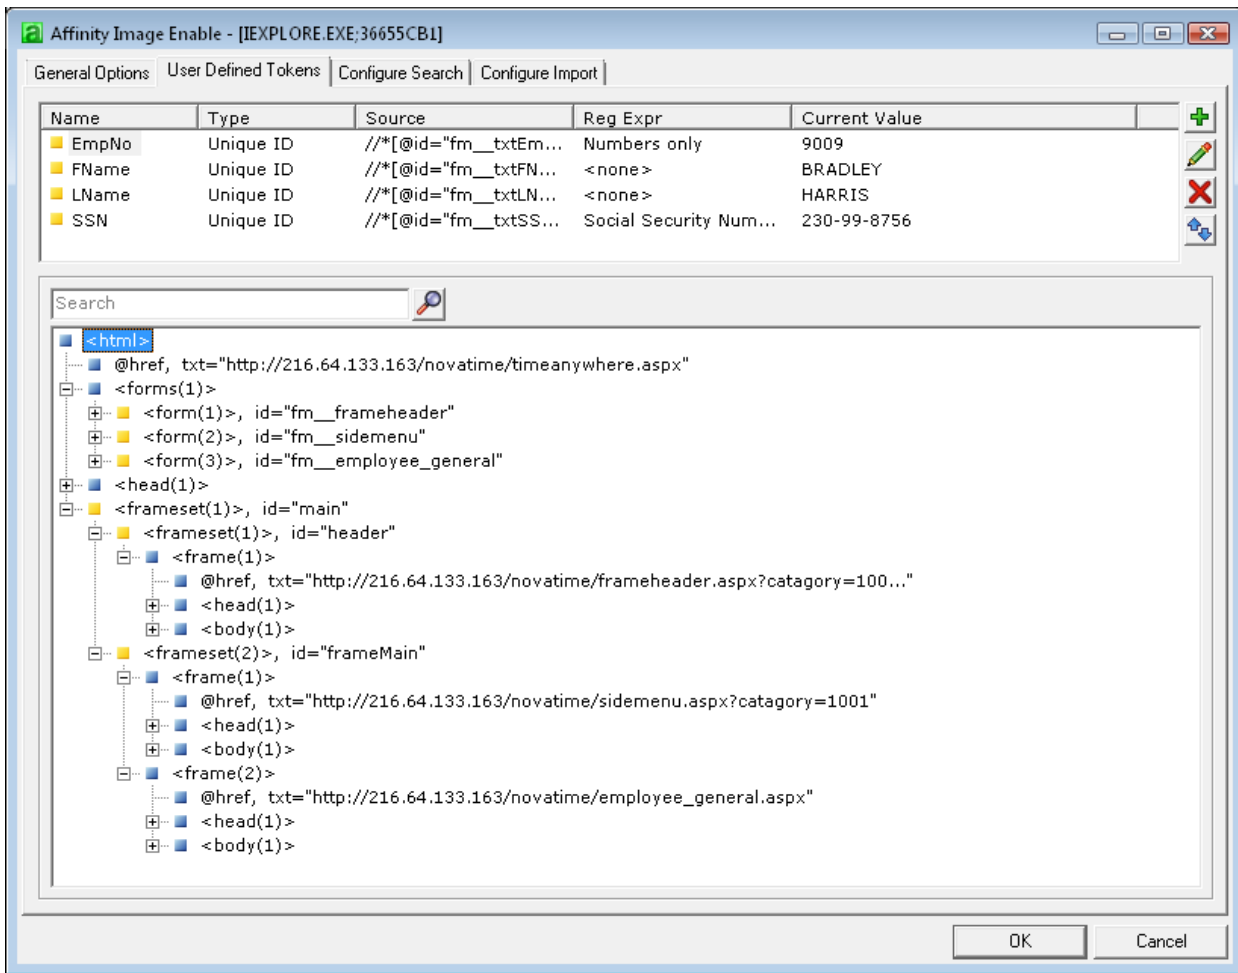 Affinity Image Enable - [IEXPLORE.EXE;36655CB1]
General Options User Defined Tokens Configure Search Configure Import
Name Type Source Reg Expr Current Value
EmpNo Unique ID //*[@id="fm__txtEm... Numbers only 9009
FName Unique ID //*[@id="fm__txtFN... <none> BRADLEY
LName Unique ID //*[@id="fm__txtLN... <none> HARRIS
SSN Unique ID //*[@id="fm__txtSS... Social Security Num... 230-99-8756
Search
<html>
@href, txt="http://216.64.133.163/novatime/timeanywhere.aspx"
<forms(1)>
<form(1)>, id="fm__frameheader"
<form(2)>, id="fm__sidemenu"
<form(3)>, id="fm__employee_general"
<head(1)>
<frameset(1)>, id="main"
<frameset(1)>, id="header"
<frame(1)>
@href, txt="http://216.64.133.163/novatime/frameheader.aspx?catagory=100..."
<head(1)>
<body(1)>
<frameset(2)>, id="frameMain"
<frame(1)>
@href, txt="http://216.64.133.163/novatime/sidemenu.aspx?catagory=1001"
<head(1)>
<body(1)>
<frame(2)>
@href, txt="http://216.64.133.163/novatime/employee_general.aspx"
<head(1)>
<body(1)>
OK Cancel